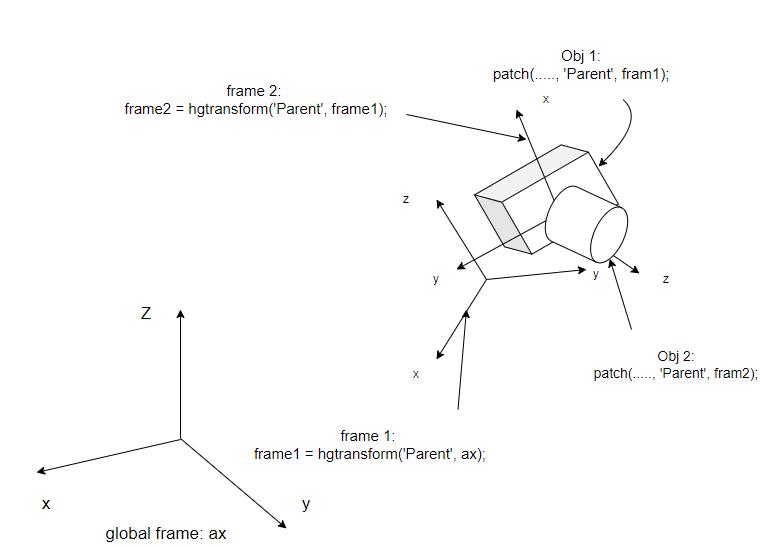 Obj 1:
patch(....., 'Parent', fram1);
frame 2:
frame2 = hgtransform('Parent', frame1);
x
z
y
y
z
x
Z
Obj 2:
patch(....., 'Parent', fram2);
frame 1:
frame1 = hgtransform('Parent', ax);
x
y
global frame: ax